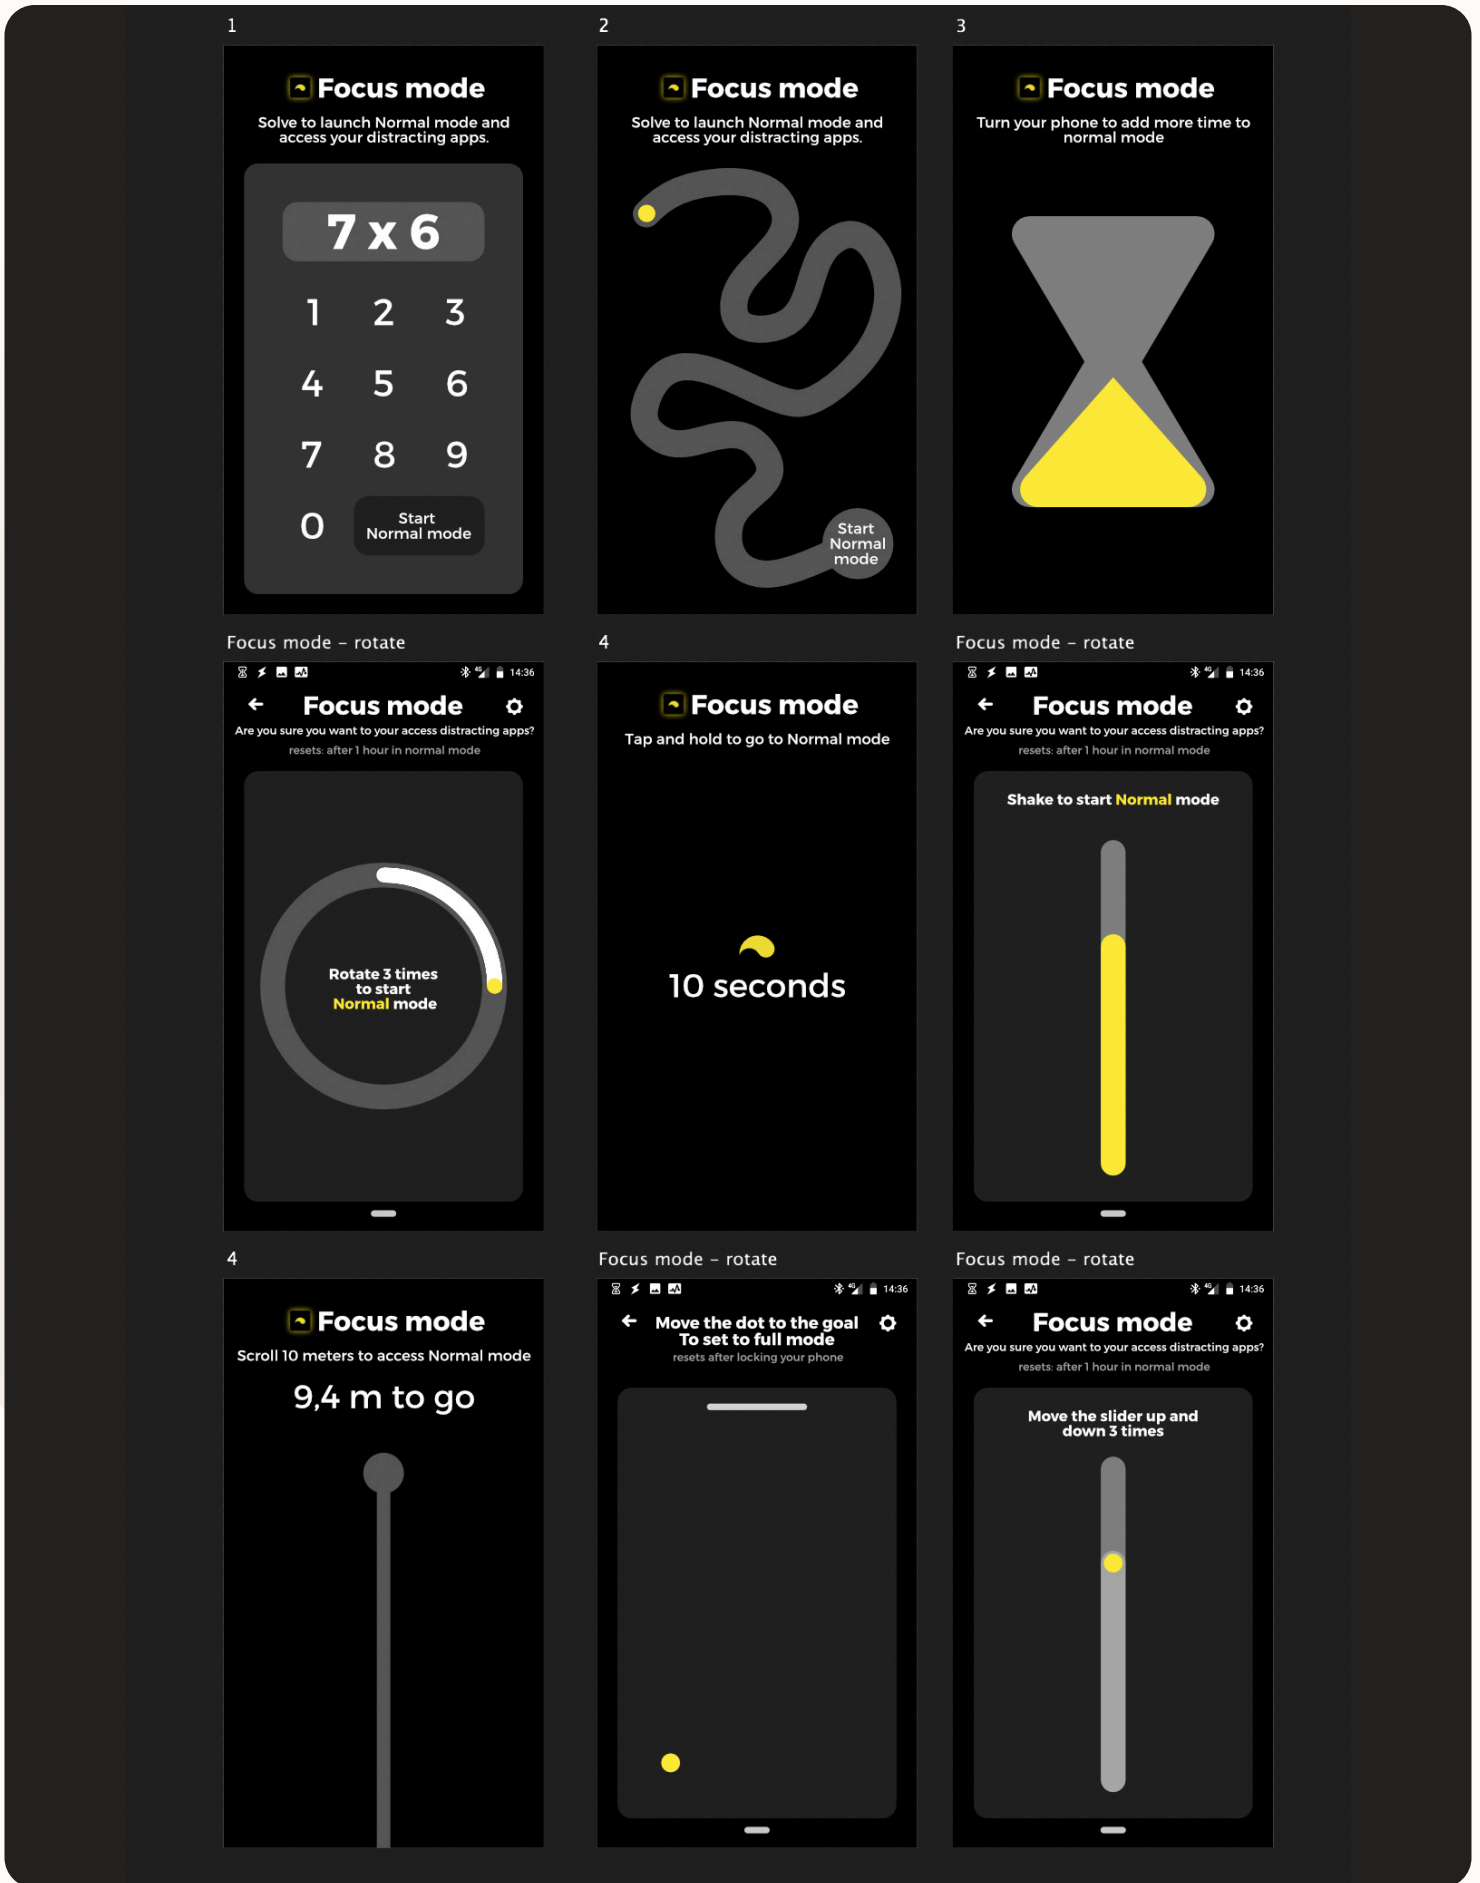 1
Focus mode
Solve to launch Normal mode and
access your distracting apps.
7 x 6
1 2 3
4 5 6
7 8 9
0
Start
Normal mode
2
Focus mode
Solve to launch Normal mode and
access your distracting apps.
Start
Normal
mode
3
Focus mode
Turn your phone to add more time to
normal mode
Focus mode – rotate
4G 14:36
Focus mode
Are you sure you want to your access distracting apps?
resets: after 1 hour in normal mode
Rotate 3 times
to start
Normal mode
4
Focus mode
Tap and hold to go to Normal mode
10 seconds
Focus mode – rotate
4G 14:36
Focus mode
Are you sure you want to your access distracting apps?
resets: after 1 hour in normal mode
Shake to start Normal mode
4
Focus mode
Scroll 10 meters to access Normal mode
9,4 m to go
Focus mode – rotate
4G 14:36
Move the dot to the goal
To set to full mode
resets after locking your phone
Focus mode – rotate
4G 14:36
Focus mode
Are you sure you want to your access distracting apps?
resets: after 1 hour in normal mode
Move the slider up and
down 3 times